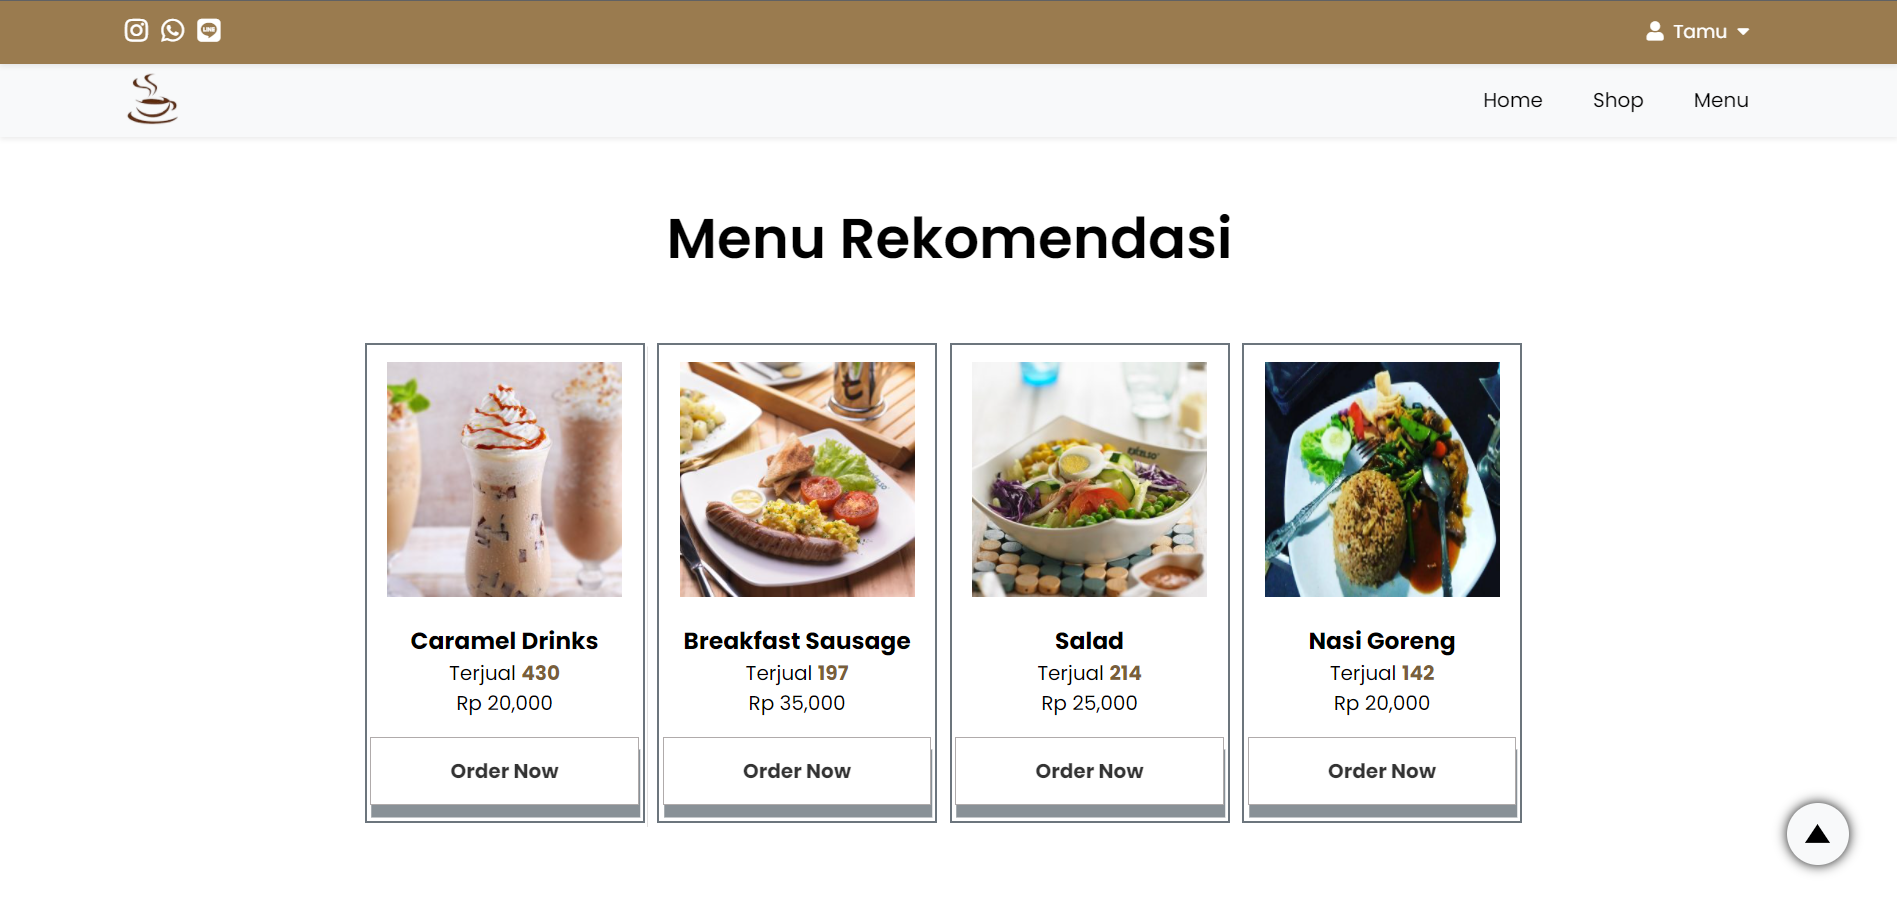 LINE
Tamu
Home Shop Menu
Menu Rekomendasi
EXCELSO
Caramel Drinks
Terjual 430
Rp 20,000
Order Now
Breakfast Sausage
Terjual 197
Rp 35,000
Order Now
Salad
Terjual 214
Rp 25,000
Order Now
Nasi Goreng
Terjual 142
Rp 20,000
Order Now